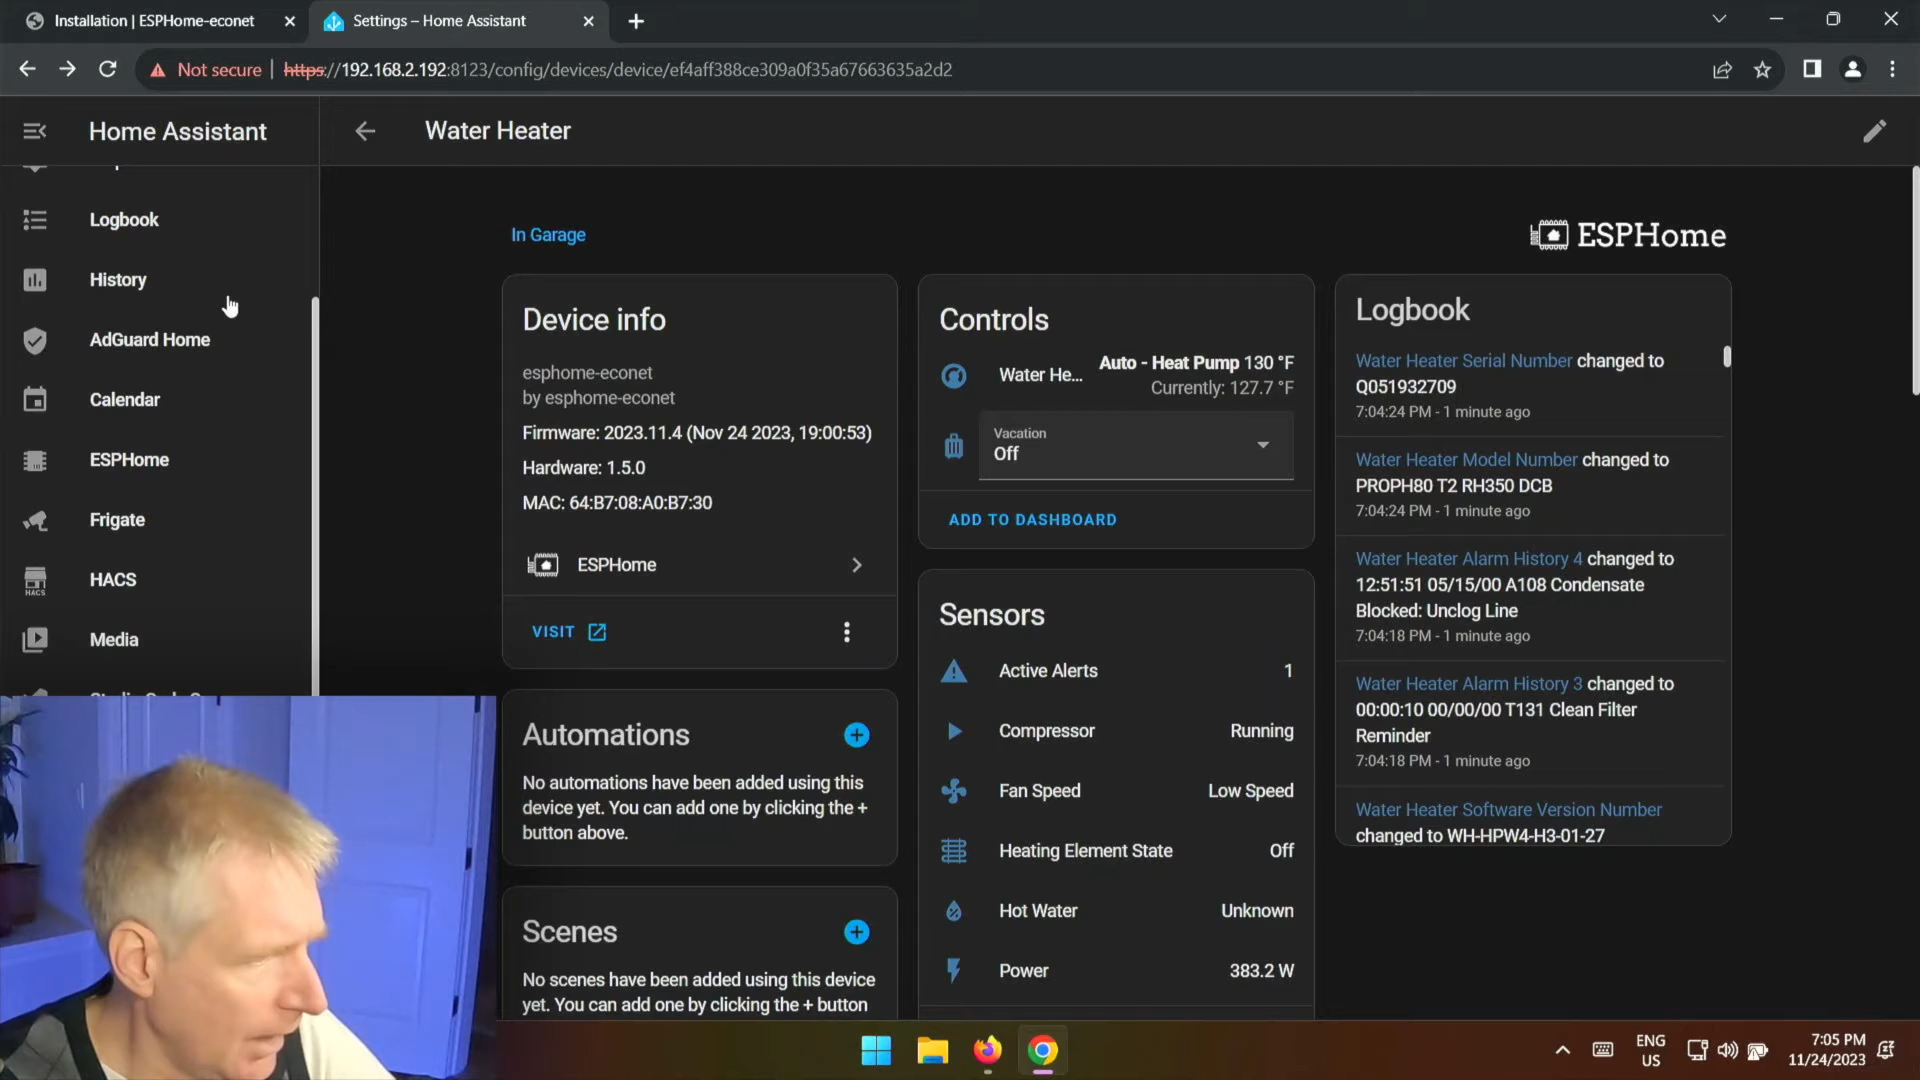 Installation | ESPHome-econet
Settings – Home Assistant
Not secure | https://192.168.2.192:8123/config/devices/device/ef4aff388ce309a0f35a67663635a2d2
Home Assistant
Water Heater
Logbook
History
AdGuard Home
Calendar
ESPHome
Frigate
HACS
HACS
Media
In Garage
ESPHome
Device info
esphome-econet
by esphome-econet
Firmware: 2023.11.4 (Nov 24 2023, 19:00:53)
Hardware: 1.5.0
MAC: 64:B7:08:A0:B7:30
ESPHome
VISIT
Automations
No automations have been added using this
device yet. You can add one by clicking the +
button above.
Scenes
No scenes have been added using this device
yet. You can add one by clicking the + button
Controls
Water He... Auto - Heat Pump 130 °F
Currently: 127.7 °F
Vacation
Off
ADD TO DASHBOARD
Sensors
Active Alerts 1
Compressor Running
Fan Speed Low Speed
Heating Element State Off
Hot Water Unknown
Power 383.2 W
Logbook
Water Heater Serial Number changed to
Q051932709
7:04:24 PM - 1 minute ago
Water Heater Model Number changed to
PROPH80 T2 RH350 DCB
7:04:24 PM - 1 minute ago
Water Heater Alarm History 4 changed to
12:51:51 05/15/00 A108 Condensate
Blocked: Unclog Line
7:04:18 PM - 1 minute ago
Water Heater Alarm History 3 changed to
00:00:10 00/00/00 T131 Clean Filter
Reminder
7:04:18 PM - 1 minute ago
Water Heater Software Version Number
changed to WH-HPW4-H3-01-27
ENG
US
7:05 PM
11/24/2023